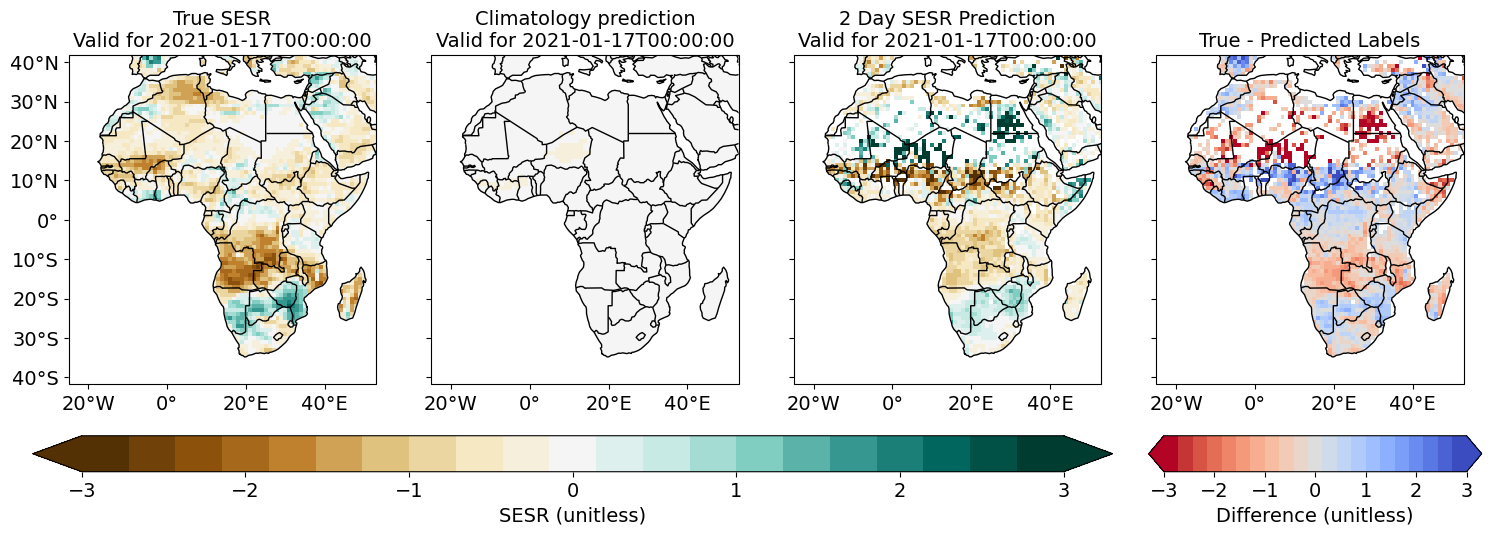 True SESR
Valid for 2021-01-17T00:00:00
Climatology prediction
Valid for 2021-01-17T00:00:00
2 Day SESR Prediction
Valid for 2021-01-17T00:00:00
True - Predicted Labels
40°N
30°N
20°N
10°N
0°
10°S
20°S
30°S
40°S
20°W 0° 20°E 40°E
20°W 0° 20°E 40°E
20°W 0° 20°E 40°E
20°W 0° 20°E 40°E
−3 −2 −1 0 1 2 3
SESR (unitless)
−3 −2 −1 0 1 2 3
Difference (unitless)